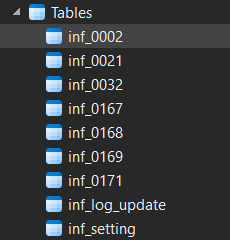 Tables
inf_0002
inf_0021
inf_0032
inf_0167
inf_0168
inf_0169
inf_0171
inf_log_update
inf_setting